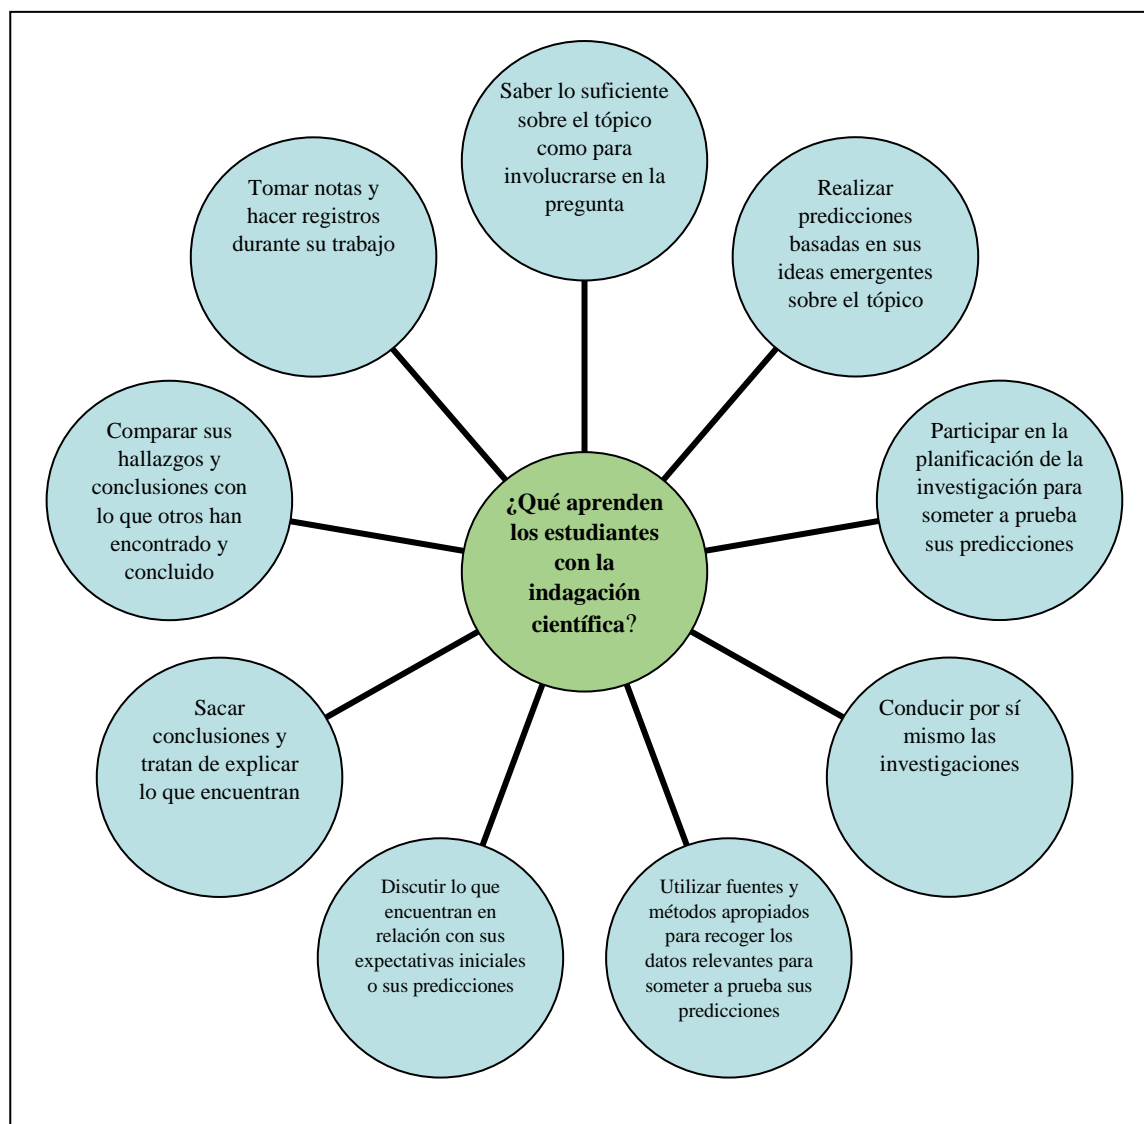 Saber lo suficiente
sobre el tópico
como para
involucrarse en la
pregunta
Realizar
predicciones
basadas en sus
ideas emergentes
sobre el tópico
Participar en la
planificación de la
investigación para
someter a prueba
sus predicciones
Conducir por sí
mismo las
investigaciones
Utilizar fuentes y
métodos apropiados
para recoger los
datos relevantes para
someter a prueba sus
predicciones
Discutir lo que
encuentran en
relación con sus
expectativas iniciales
o sus predicciones
Sacar
conclusiones y
tratan de explicar
lo que encuentran
Comparar sus
hallazgos y
conclusiones con
lo que otros han
encontrado y
concluido
Tomar notas y
hacer registros
durante su trabajo
¿Qué aprenden
los estudiantes
con la
indagación
científica?